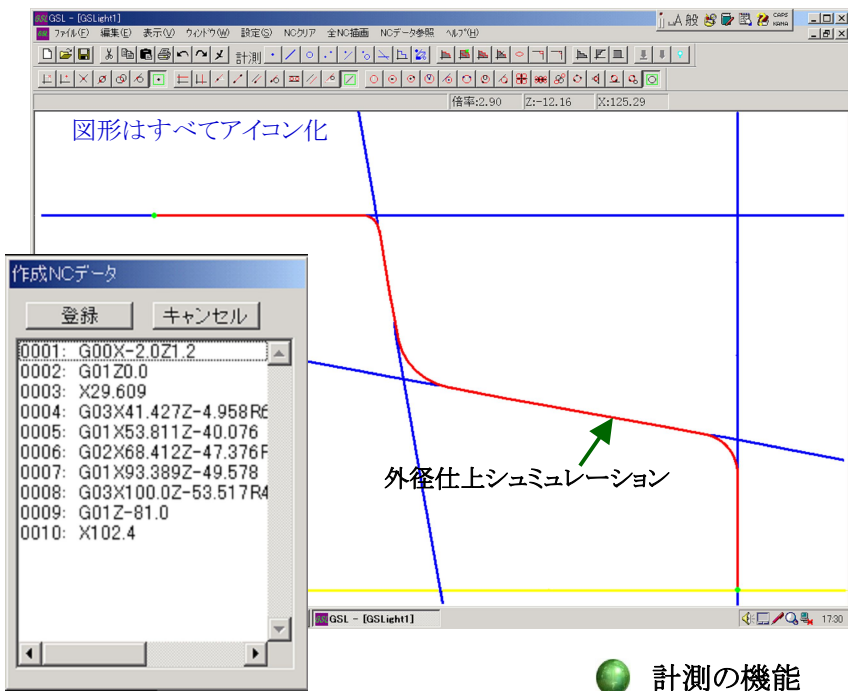 GSL - [GSLight1]
A 般 CAPS KANA
ファイル(F) 編集(E) 表示(V) ウィントウ(W) 設定(S) NCクリア 全NC描画 NCデータ参照 ヘルプ(H)
計測
倍率:2.90 Z:-12.16 X:125.29
図形はすべてアイコン化
作成NCデータ
登録 キャンセル
0001: G00X-2.0Z1.2
0002: G01Z0.0
0003: X29.609
0004: G03X41.427Z-4.958R6
0005: G01X53.811Z-40.076
0006: G02X68.412Z-47.376F
0007: G01X93.389Z-49.578
0008: G03X100.0Z-53.517R4
0009: G01Z-81.0
0010: X102.4
外径仕上シュミュレーション
GSL - [GSLight1]
17:30
計測の機能